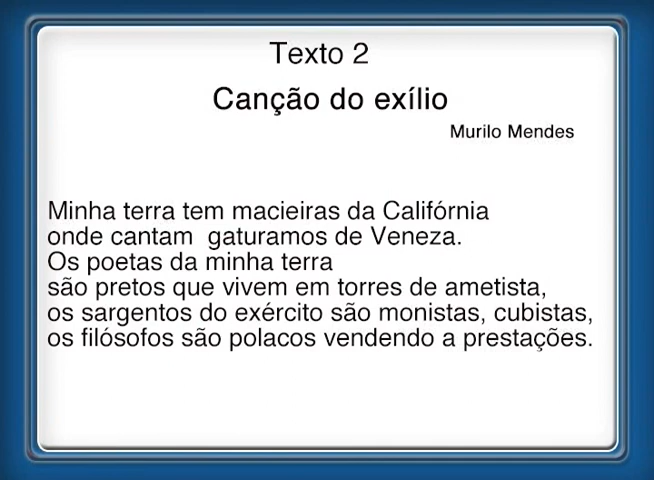 Texto 2
Canção do exílio
Murilo Mendes
Minha terra tem macieiras da Califórnia
onde cantam gaturamos de Veneza.
Os poetas da minha terra
são pretos que vivem em torres de ametista,
os sargentos do exército são monistas, cubistas,
os filósofos são polacos vendendo a prestações.